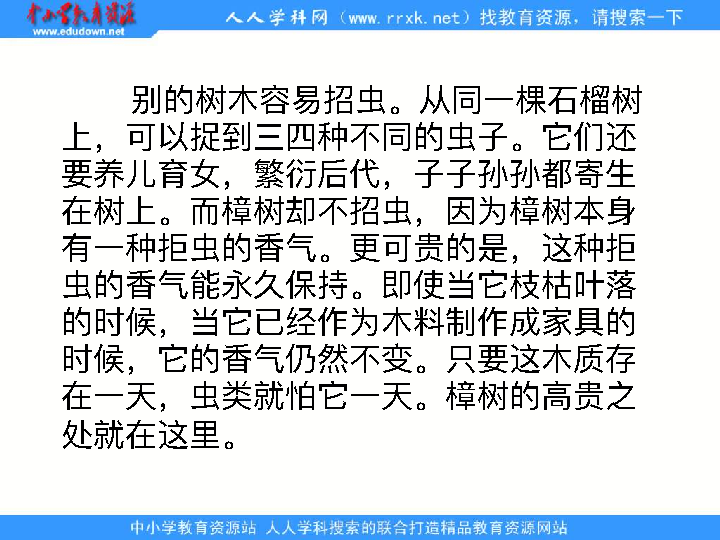 中小学教育资源
www.edudown.net
人人学科网（www.rrxk.net）找教育资源，请搜索一下
别的树木容易招虫。从同一棵石榴树
上，可以捉到三四种不同的虫子。它们还
要养儿育女，繁衍后代，子子孙孙都寄生
在树上。而樟树却不招虫，因为樟树本身
有一种拒虫的香气。更可贵的是，这种拒
虫的香气能永久保持。即使当它枝枯叶落
的时候，当它已经作为木料制作成家具的
时候，它的香气仍然不变。只要这木质存
在一天，虫类就怕它一天。樟树的高贵之
处就在这里。
中小学教育资源站 人人学科搜索的联合打造精品教育资源网站